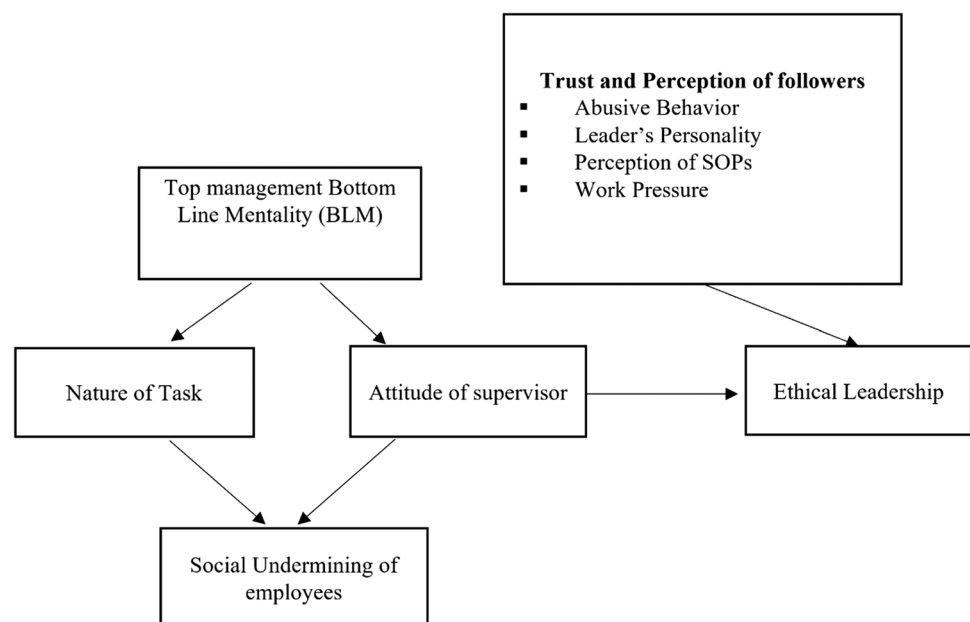 Trust and Perception of followers
▪ Abusive Behavior
▪ Leader’s Personality
▪ Perception of SOPs
▪ Work Pressure
Top management Bottom
Line Mentality (BLM)
Nature of Task
Attitude of supervisor
Ethical Leadership
Social Undermining of
employees